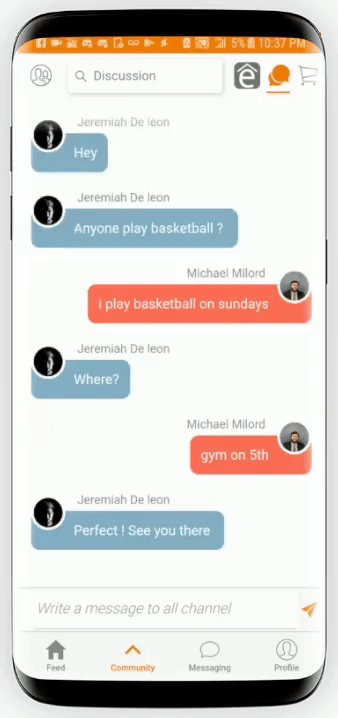 5% 10:37 PM
Discussion
Jeremiah De leon
Hey
Jeremiah De leon
Anyone play basketball ?
Michael Milord
i play basketball on sundays
Jeremiah De leon
Where?
Michael Milord
gym on 5th
Jeremiah De leon
Perfect ! See you there
Write a message to all channel
Feed
Community
Messaging
Profile